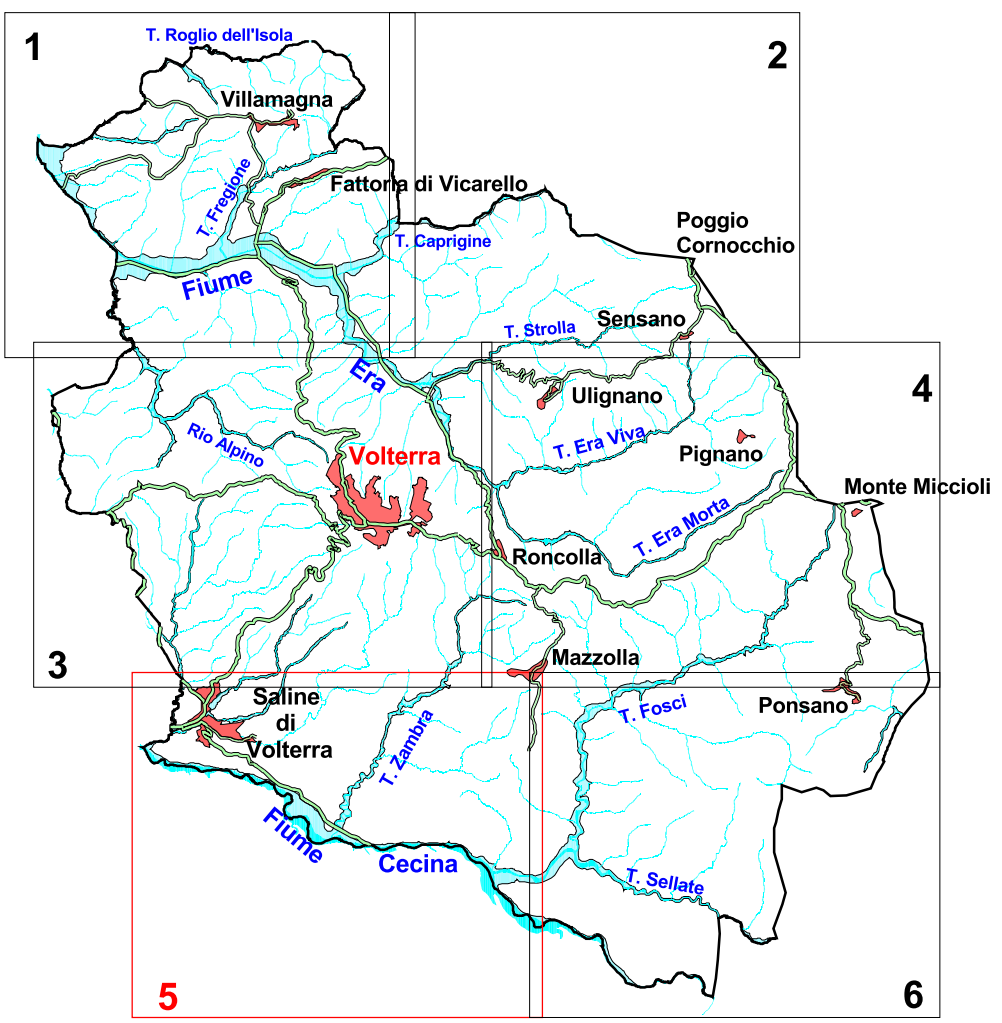 T. Roglio dell'Isola
1
2
Villamagna
T. Fregione
Fattoria di Vicarello
Poggio
Cornocchio
T. Caprigine
Fiume
Sensano
T. Strolla
Era
Ulignano
4
Rio Alpino
T. Era Viva
Volterra
Pignano
Monte Miccioli
T. Era Morta
Roncolla
3
Mazzolla
Saline
di
Volterra
T. Zambra
T. Fosci
Ponsano
Fiume
Cecina
T. Sellate
5
6